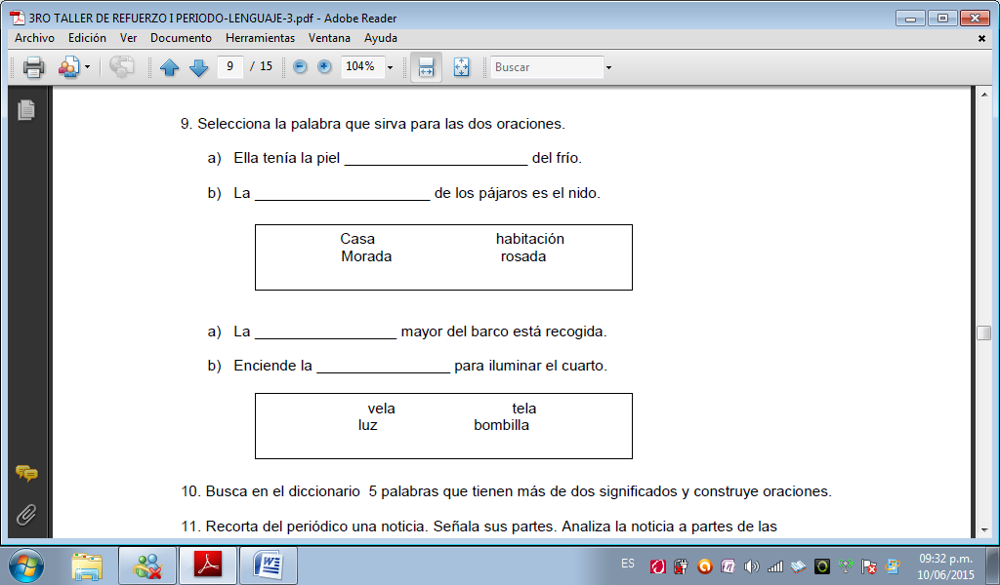 3RO TALLER DE REFUERZO I PERIODO-LENGUAJE-3.pdf - Adobe Reader
Archivo Edición Ver Documento Herramientas Ventana Ayuda
9 / 15 104% Buscar
9. Selecciona la palabra que sirva para las dos oraciones.
a) Ella tenía la piel ______________________ del frío.
b) La _____________________ de los pájaros es el nido.
Casa habitación
Morada rosada
a) La _________________ mayor del barco está recogida.
b) Enciende la ________________ para iluminar el cuarto.
vela tela
luz bombilla
10. Busca en el diccionario 5 palabras que tienen más de dos significados y construye oraciones.
11. Recorta del periódico una noticia. Señala sus partes. Analiza la noticia a partes de las
ES 09:32 p.m.
10/06/2015